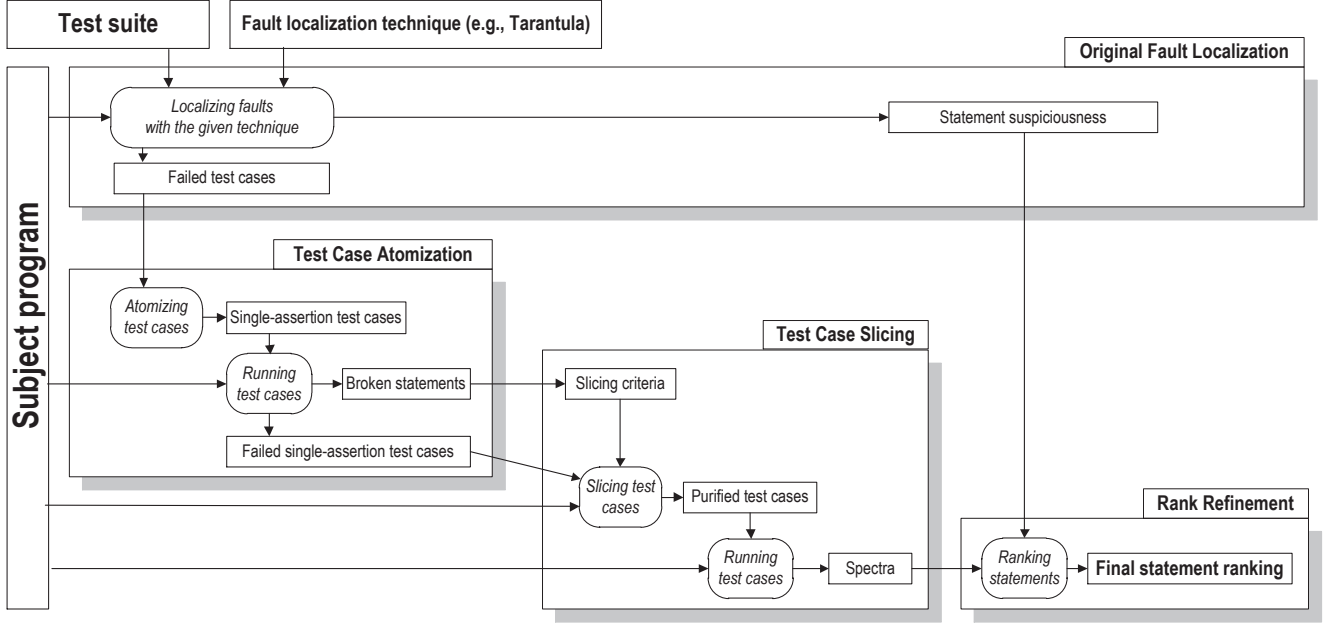 Test suite
Fault localization technique (e.g., Tarantula)
Original Fault Localization
Subject program
Localizing faults
with the given technique
Statement suspiciousness
Failed test cases
Test Case Atomization
Atomizing
test cases
Single-assertion test cases
Running
test cases
Broken statements
Failed single-assertion test cases
Test Case Slicing
Slicing criteria
Slicing test
cases
Purified test cases
Running
test cases
Spectra
Rank Refinement
Ranking
statements
Final statement ranking